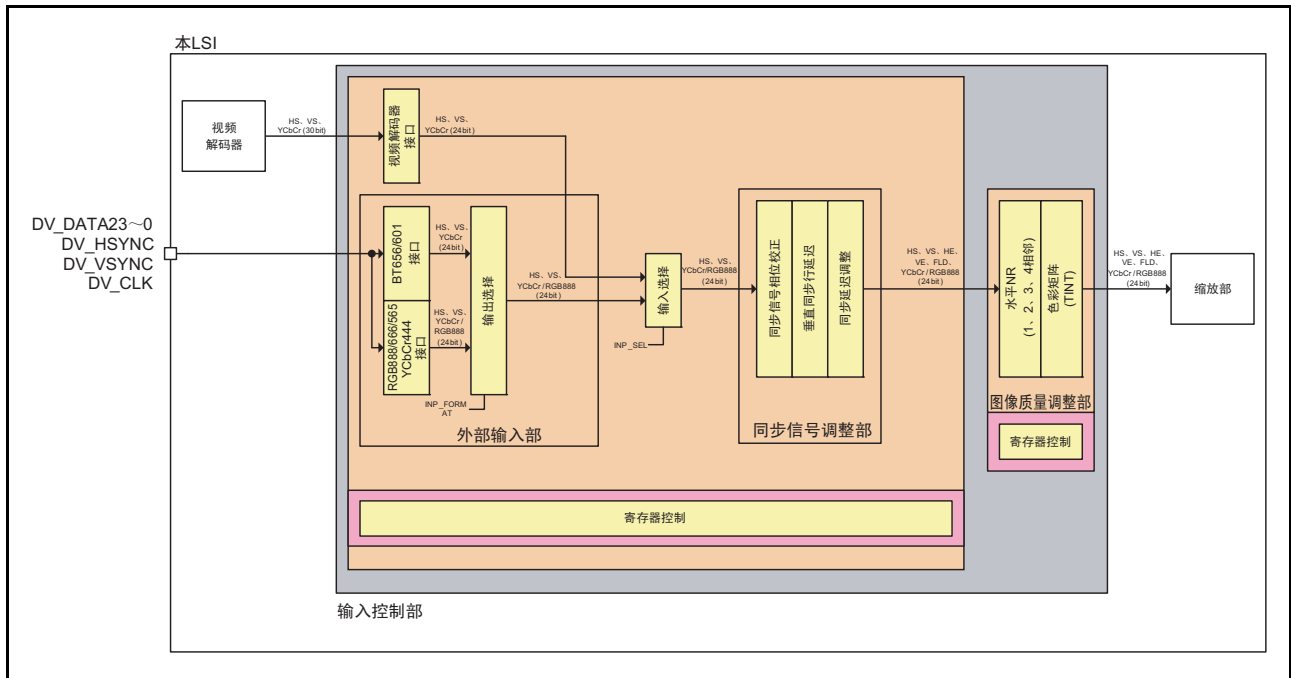 本LSI
视频
解码器
HS、VS、
YCbCr (30bit)
视频解码器
接口
HS、VS、
YCbCr (24bit)
DV_DATA23～0
DV_HSYNC
DV_VSYNC
DV_CLK
BT656/601
接口
HS、VS、
YCbCr
(24bit)
RGB888/666/565
YCbCr444
接口
HS、VS、
YCbCr /
RGB888
(24bit)
输出选择
INP_FORM
AT
外部输入部
HS、VS、
YCbCr /RGB888
(24bit)
输入选择
INP_SEL
HS、VS、
YCbCr/RGB888
(24bit)
同步信号相位校正
垂直同步行延迟
同步延迟调整
同步信号调整部
HS、VS、HE、
VE、FLD、
YCbCr /RGB888
(24bit)
水平NR
(1、2、3、4相邻)
色彩矩阵
(TINT)
图像质量调整部
寄存器控制
HS、VS、HE、
VE、FLD、
YCbCr /RGB888
(24bit)
缩放部
寄存器控制
输入控制部